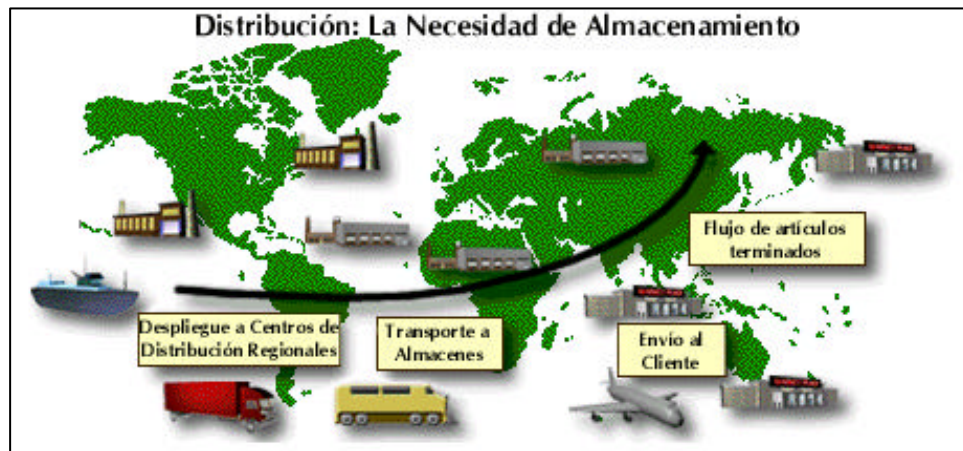 Distribución: La Necesidad de Almacenamiento
Flujo de artículos
terminados
Despliegue a Centros de
Distribución Regionales
Transporte a
Almacenes
Envío al
Cliente